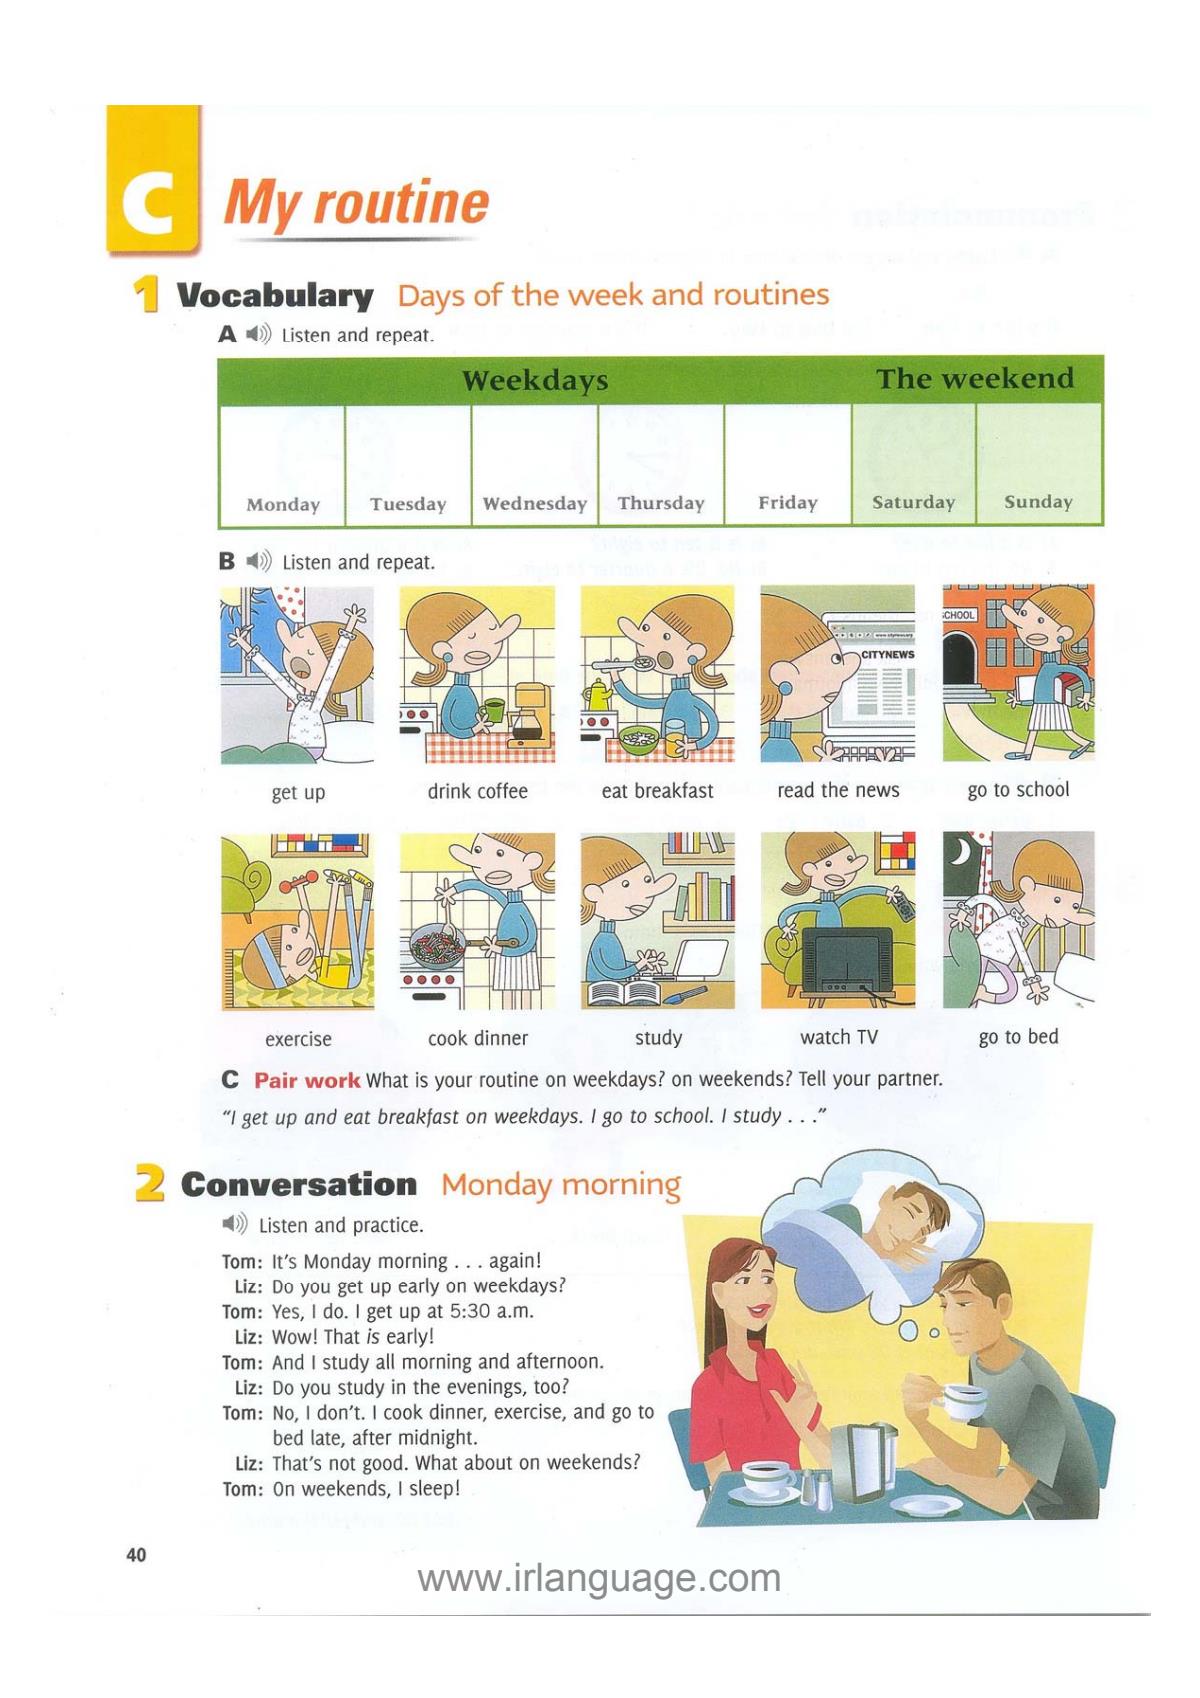 C
My routine
1 Vocabulary Days of the week and routines
A Listen and repeat.
Weekdays The weekend
Monday Tuesday Wednesday Thursday Friday Saturday Sunday
B Listen and repeat.
CITYNEWS
SCHOOL
get up drink coffee eat breakfast read the news go to school
exercise cook dinner study watch TV go to bed
C Pair work What is your routine on weekdays? on weekends? Tell your partner.
“I get up and eat breakfast on weekdays. I go to school. I study . . .”
2 Conversation Monday morning
Listen and practice.
Tom: It’s Monday morning . . . again!
Liz: Do you get up early on weekdays?
Tom: Yes, I do. I get up at 5:30 a.m.
Liz: Wow! That is early!
Tom: And I study all morning and afternoon.
Liz: Do you study in the evenings, too?
Tom: No, I don’t. I cook dinner, exercise, and go to
bed late, after midnight.
Liz: That’s not good. What about on weekends?
Tom: On weekends, I sleep!
40
www.irlanguage.com